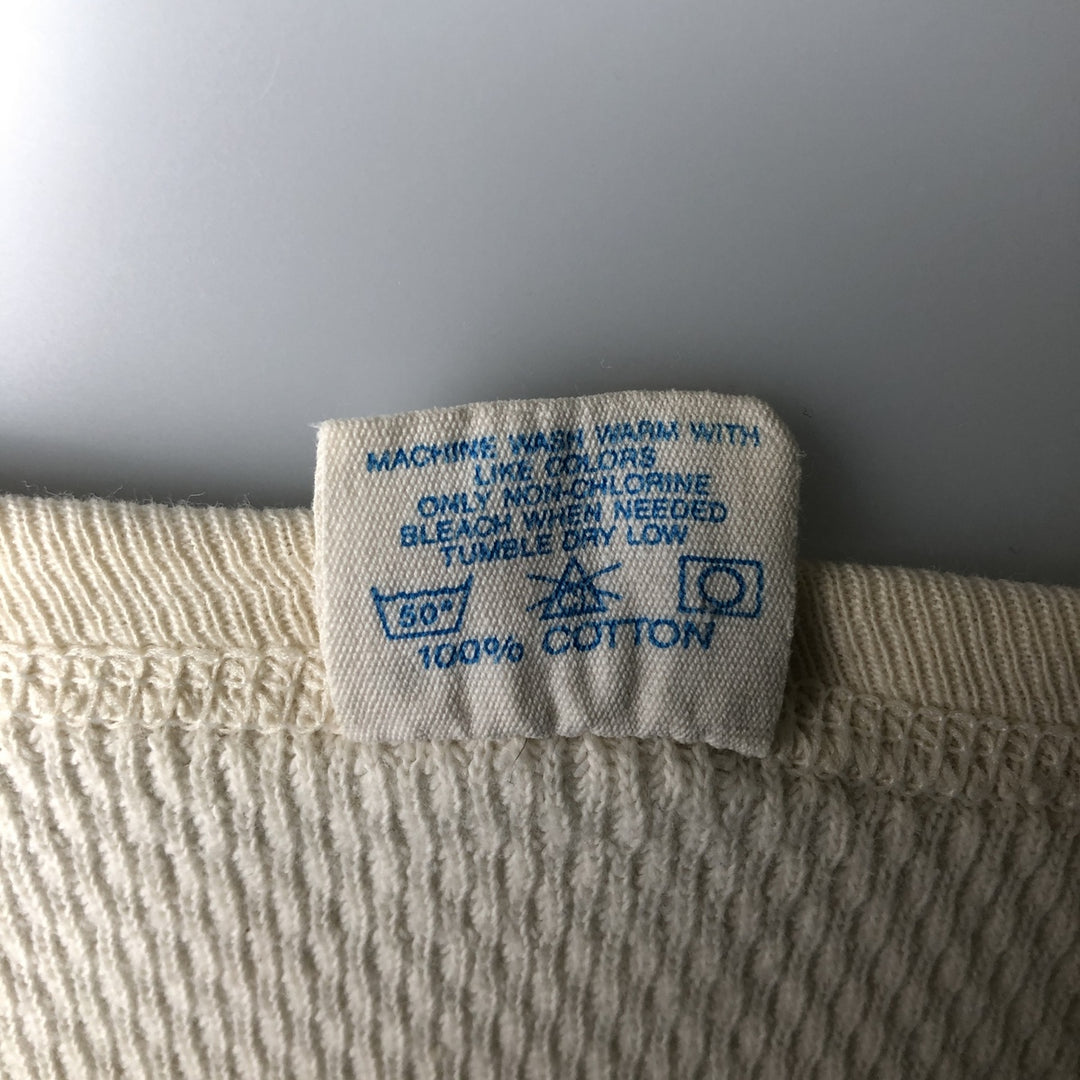 MACHINE WASH WARM WITH
LIKE COLORS
ONLY NON-CHLORINE
BLEACH WHEN NEEDED
TUMBLE DRY LOW
50°
100% COTTON